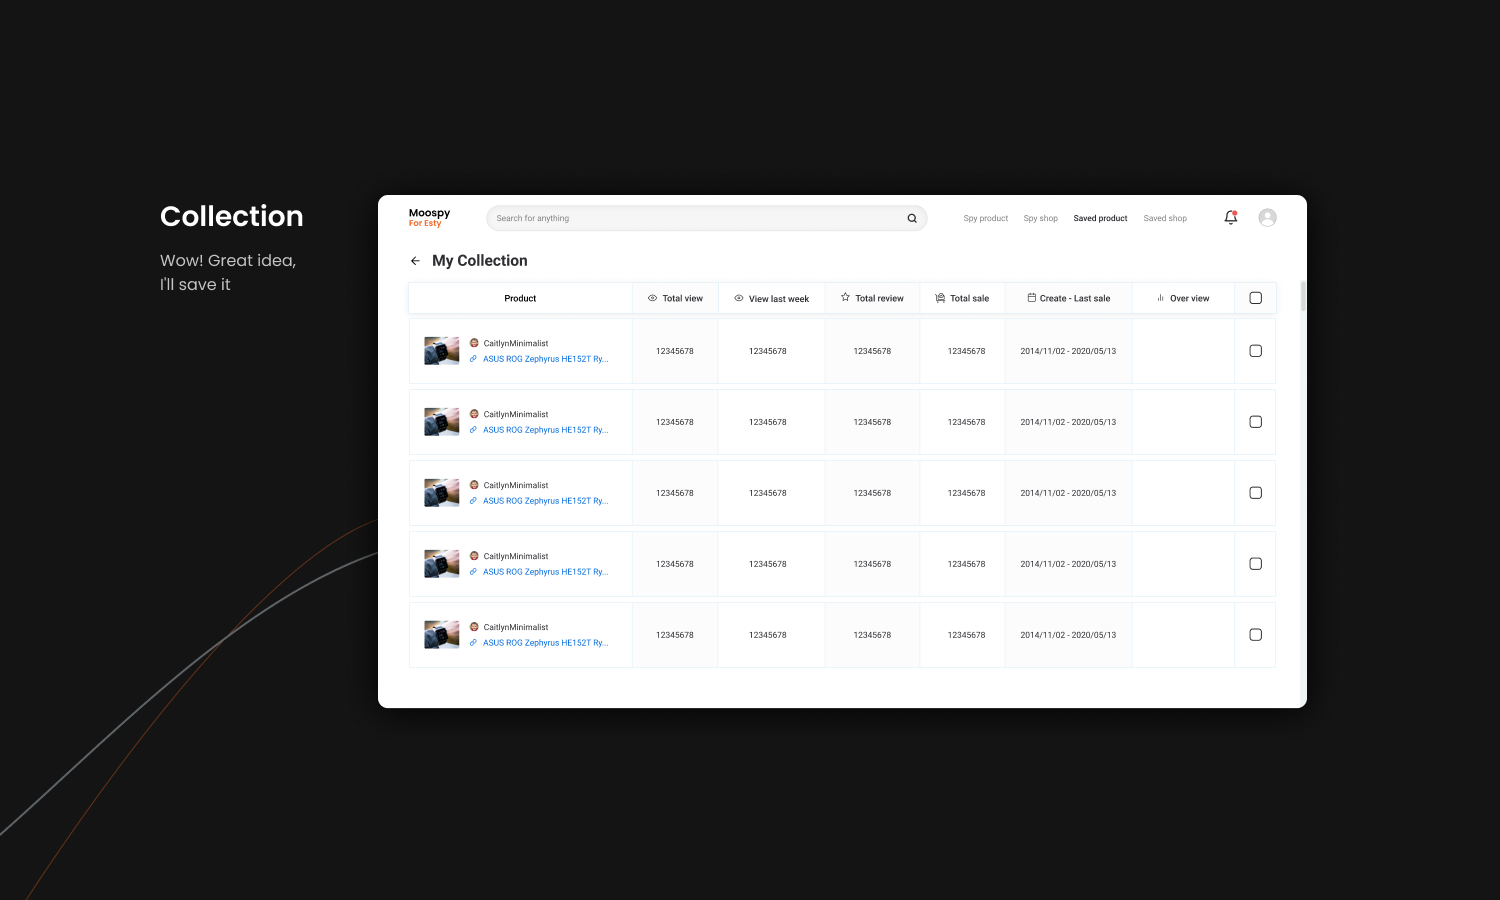 Collection
Wow! Great idea,
I'll save it
Moospy
For Esty
Search for anything
Spy product
Spy shop
Saved product
Saved shop
My Collection
Product
Total view
View last week
Total review
Total sale
Create - Last sale
Over view
CaitlynMinimalist
ASUS ROG Zephyrus HE152T Ry...
12345678
12345678
12345678
12345678
2014/11/02 - 2020/05/13
CaitlynMinimalist
ASUS ROG Zephyrus HE152T Ry...
12345678
12345678
12345678
12345678
2014/11/02 - 2020/05/13
CaitlynMinimalist
ASUS ROG Zephyrus HE152T Ry...
12345678
12345678
12345678
12345678
2014/11/02 - 2020/05/13
CaitlynMinimalist
ASUS ROG Zephyrus HE152T Ry...
12345678
12345678
12345678
12345678
2014/11/02 - 2020/05/13
CaitlynMinimalist
ASUS ROG Zephyrus HE152T Ry...
12345678
12345678
12345678
12345678
2014/11/02 - 2020/05/13